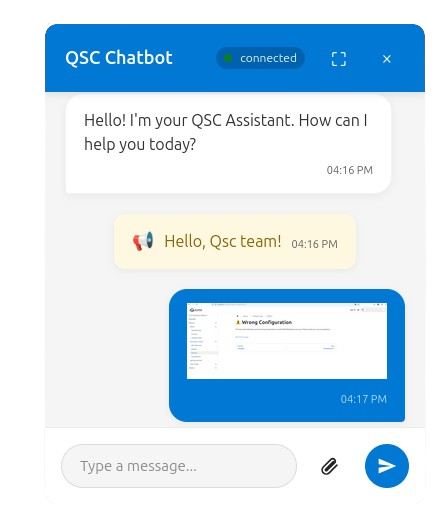 QSC Chatbot
connected
×
Hello! I'm your QSC Assistant. How can I
help you today?
04:16 PM
Hello, Qsc team! 04:16 PM
Wrong Configuration
04:17 PM
Type a message...